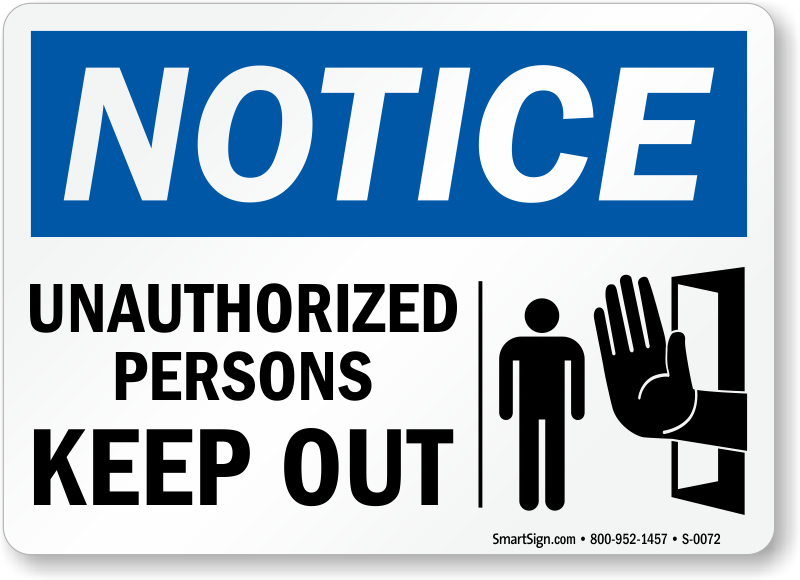 NOTICE
UNAUTHORIZED
PERSONS
KEEP OUT
SmartSign.com • 800-952-1457 • S-0072